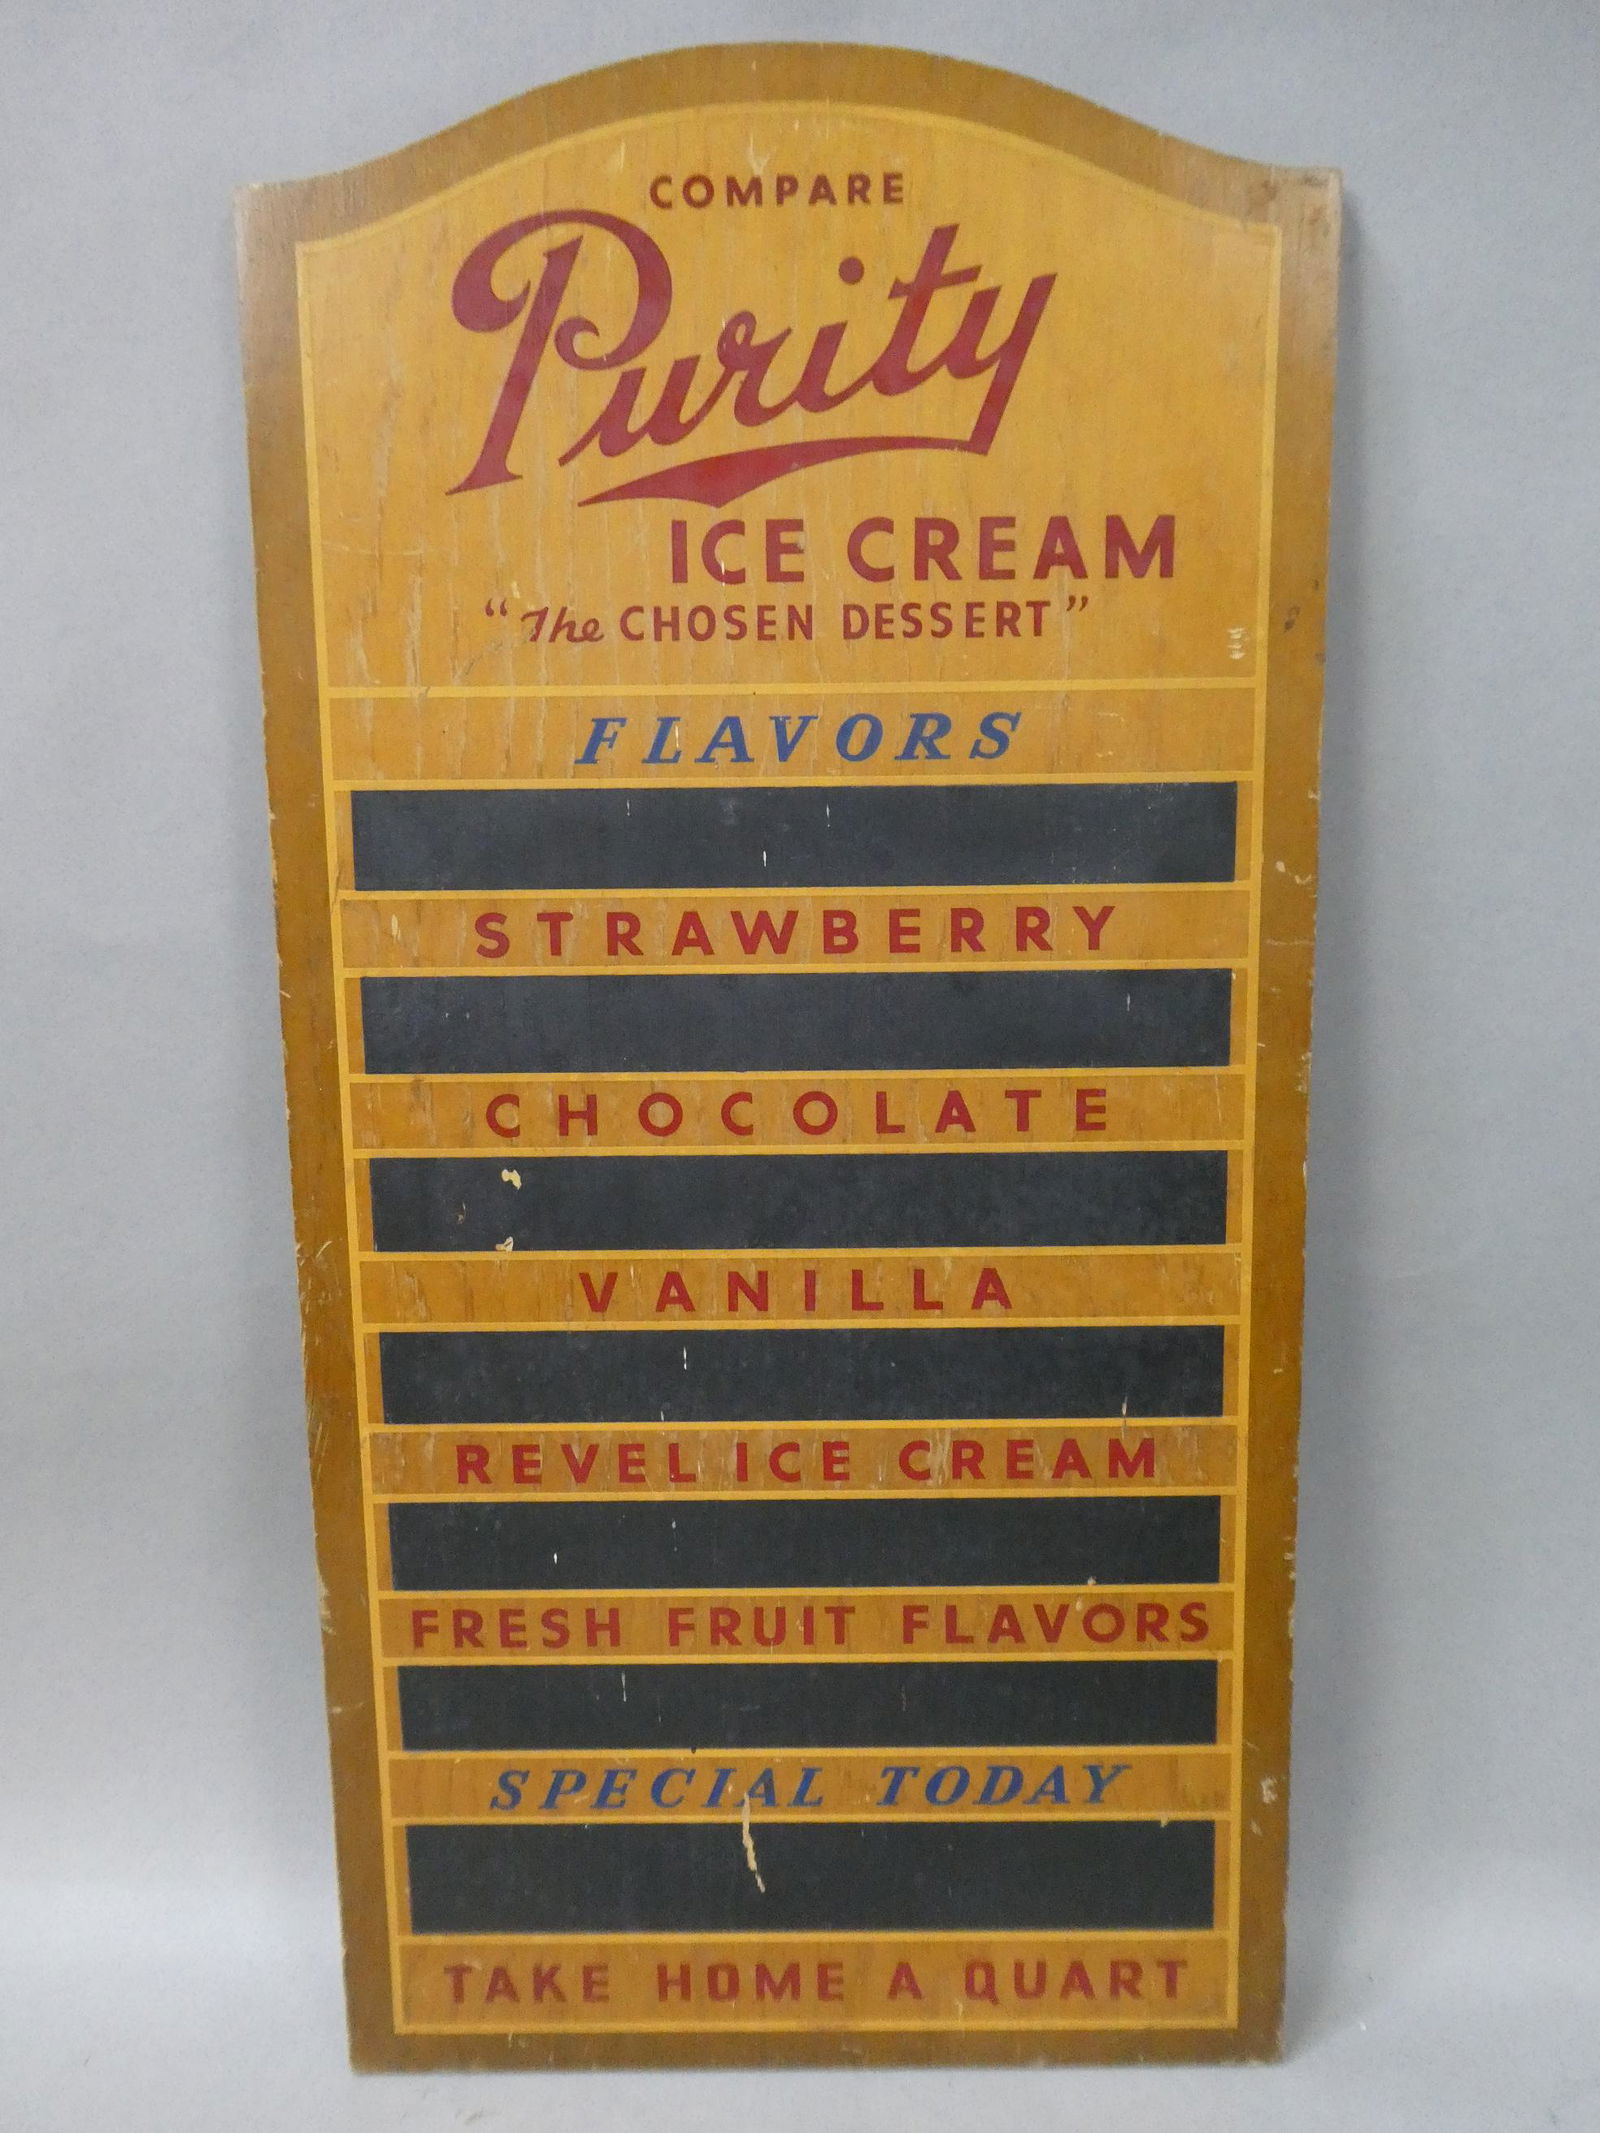 COMPARE
Purity
ICE CREAM
"The CHOSEN DESSERT"
FLAVORS
STRAWBERRY
CHOCOLATE
VANILLA
REVEL ICE CREAM
FRESH FRUIT FLAVORS
SPECIAL TODAY
TAKE HOME A QUART